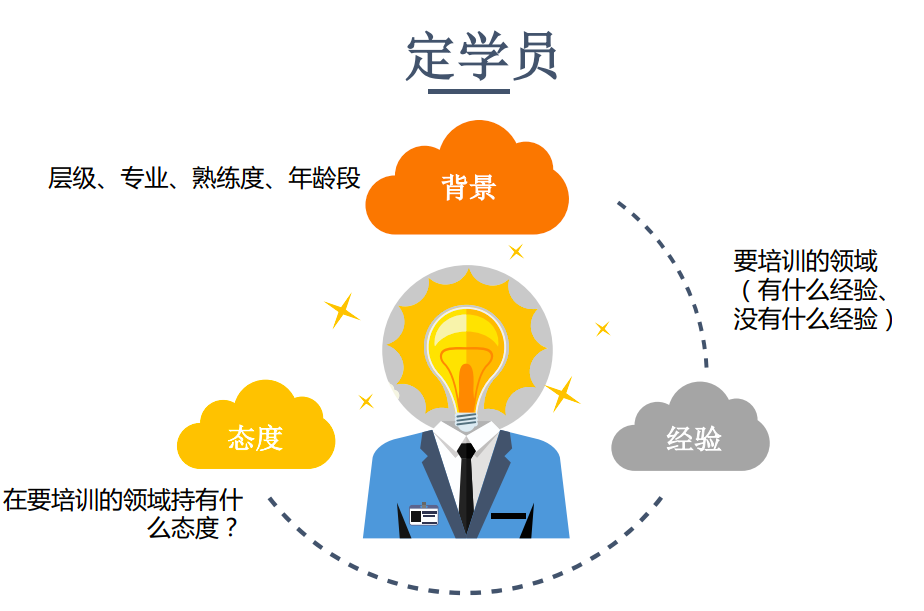 定学员
层级、专业、熟练度、年龄段
背景
要培训的领域
（有什么经验、
没有什么经验）
态度
经验
在要培训的领域持有什
么态度？